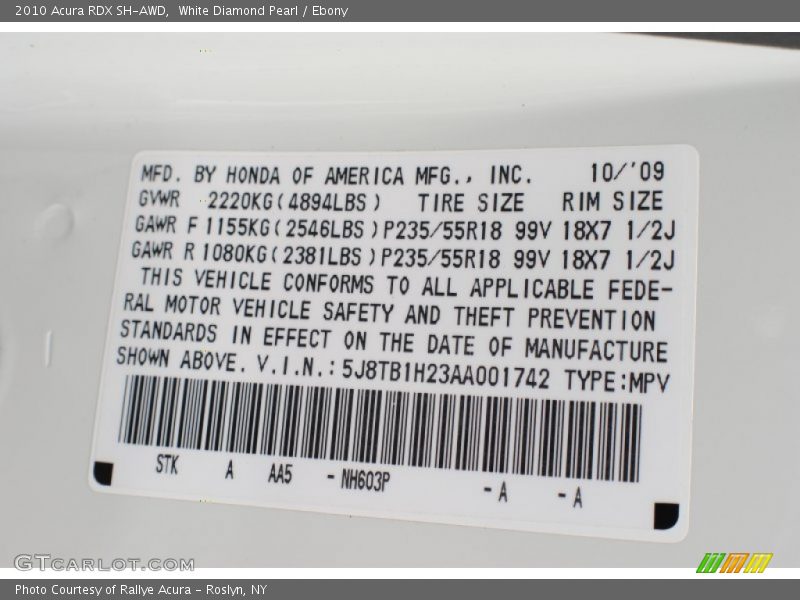 2010 Acura RDX SH-AWD,  White Diamond Pearl / Ebony
MFD. BY HONDA OF AMERICA MFG., INC. 10/'09
GVWR 2220KG(4894LBS) TIRE SIZE RIM SIZE
GAWR F 1155KG(2546LBS)P235/55R18 99V 18X7 1/2J
GAWR R 1080KG(2381LBS)P235/55R18 99V 18X7 1/2J
THIS VEHICLE CONFORMS TO ALL APPLICABLE FEDE-
RAL MOTOR VEHICLE SAFETY AND THEFT PREVENTION
STANDARDS IN EFFECT ON THE DATE OF MANUFACTURE
SHOWN ABOVE. V.I.N.: 5J8TB1H23AA001742 TYPE:MPV
STK A AA5 - NH603P - A - A
GTCARLOT.COM
Photo Courtesy of Rallye Acura - Roslyn, NY